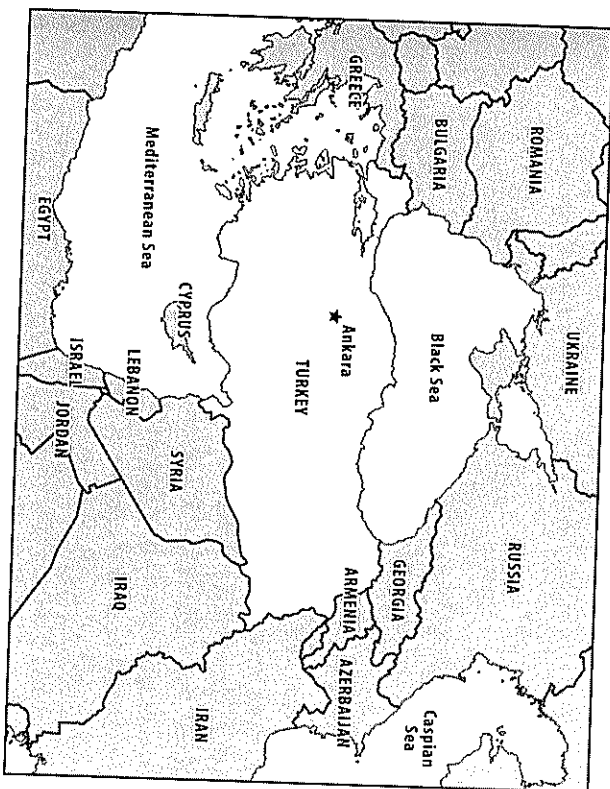 ROMANIA
UKRAINE
RUSSIA
BULGARIA
GREECE
Black Sea
GEORGIA
Caspian
Sea
Ankara
ARMENIA
AZERBAIJAN
TURKEY
Mediterranean Sea
CYPRUS
SYRIA
LEBANON
ISRAEL
JORDAN
IRAQ
IRAN
EGYPT